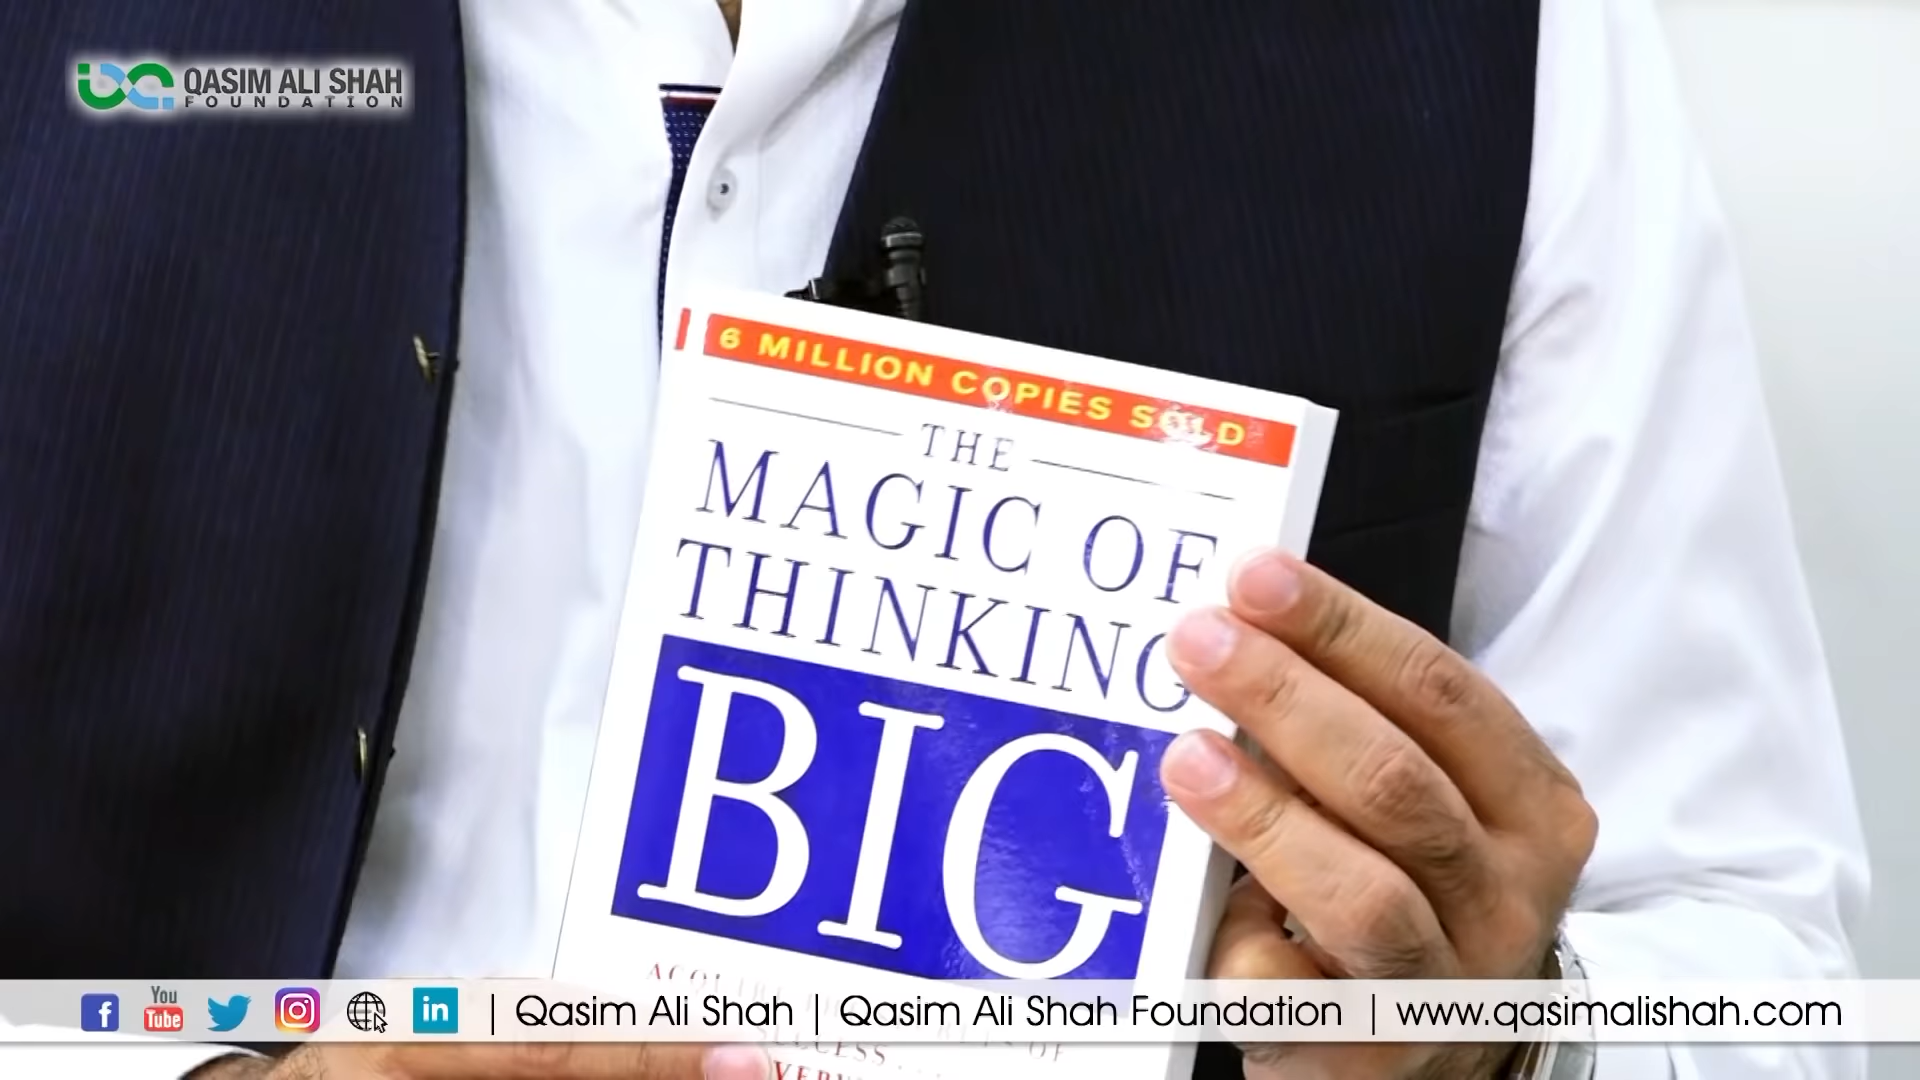 QASIM ALI SHAH
FOUNDATION
6 MILLION COPIES SOLD
THE
MAGIC OF
THINKING
BIG
You
Tube
f
in
| Qasim Ali Shah | Qasim Ali Shah Foundation | www.qasimalishah.com
SUCCESS